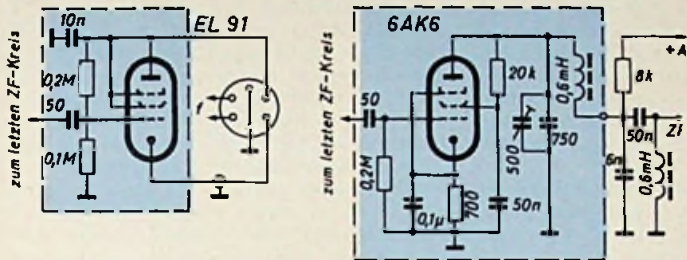 EL 91
10n
0,2M
50
0,1M
zum letzten ZF-Kreis
f
6AK6
zum letzten ZF-Kreis
50
0,2M
0,1µ
700
50n
20k
500
750
0,6mH
+A
8k
50n
ZF
6n
0,6mH